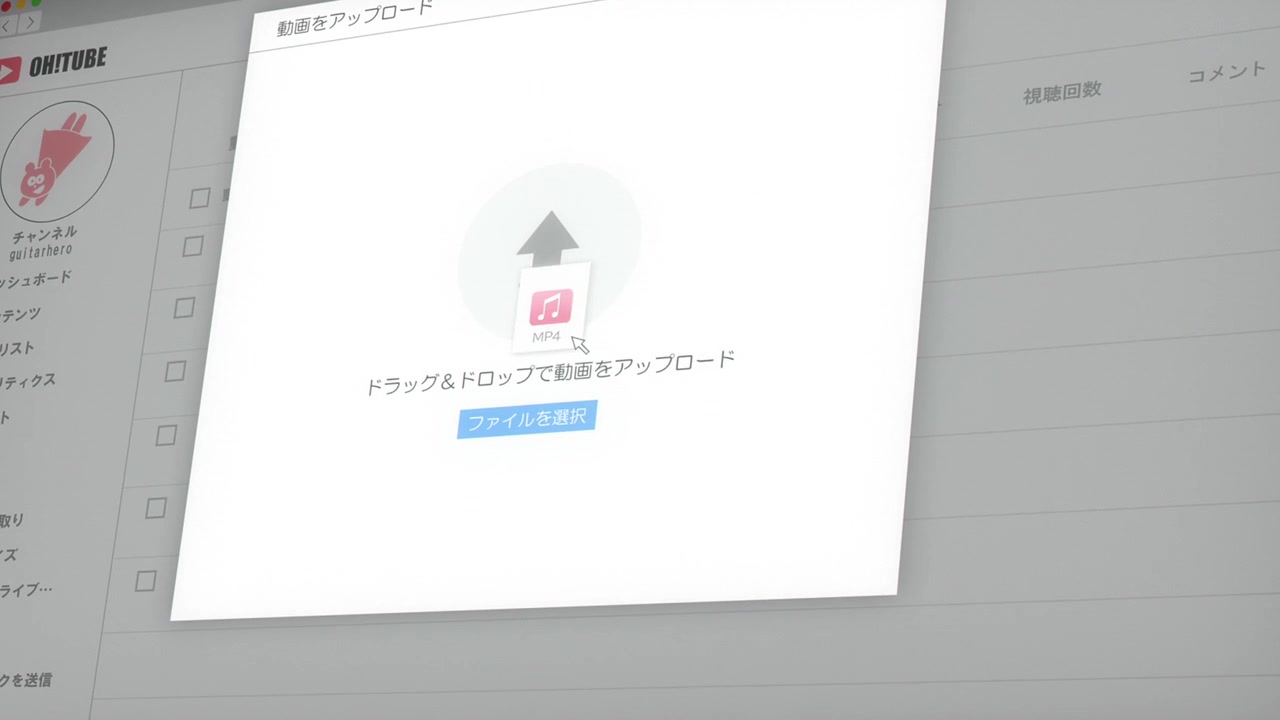 動画をアップロード
OH!TUBE
視聴回数
コメント
チャンネル
guitarhero
ッシュボード
テンツ
リスト
リティクス
ト
MP4
ドラッグ&ドロップで動画をアップロード
ファイルを選択
取り
イズ
ライブ…
クを送信